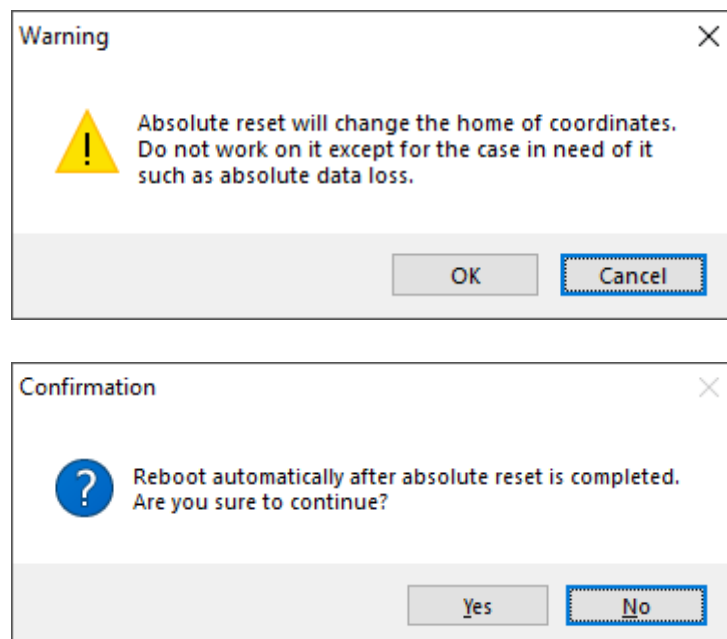 Warning
Absolute reset will change the home of coordinates.
Do not work on it except for the case in need of it
such as absolute data loss.
OK
Cancel
Confirmation
Reboot automatically after absolute reset is completed.
Are you sure to continue?
Yes
No